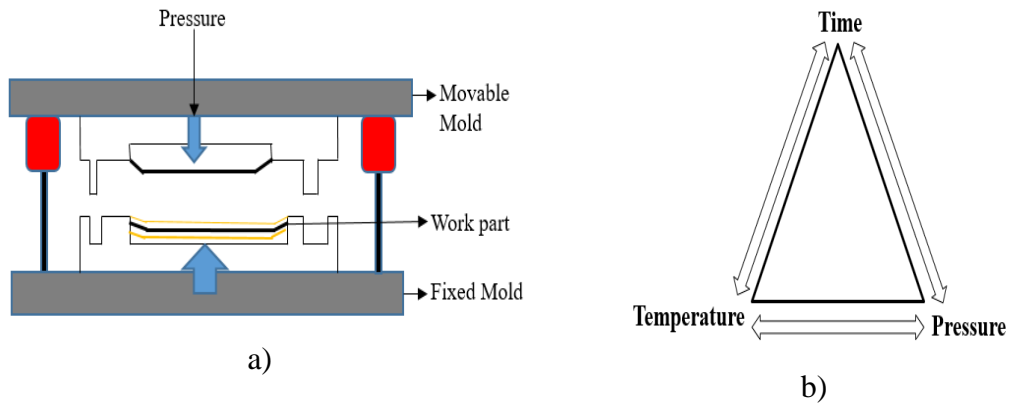 Pressure
Movable
Mold
Work part
Fixed Mold
a)
Time
Temperature
Pressure
b)